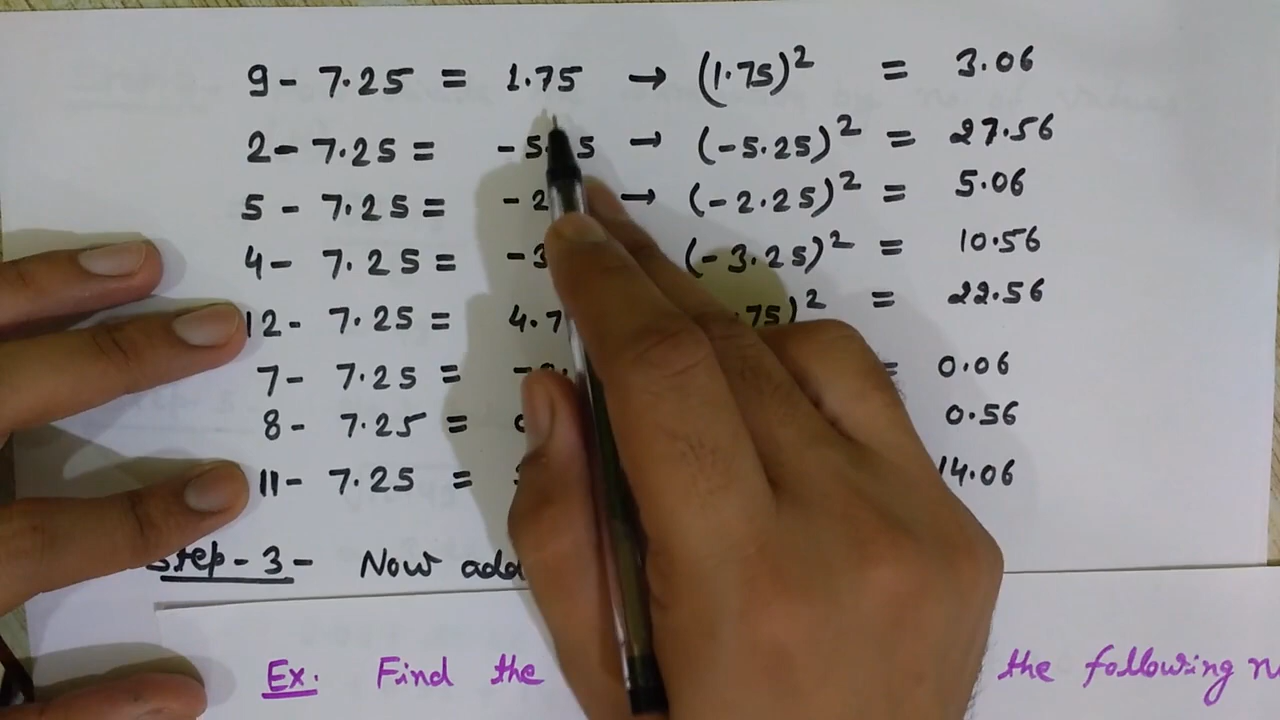 9 - 7.25 = 1.75 → (1.75)² = 3.06
2 - 7.25 = → (-5.25)² = 27.56
5 - 7.25 = → (-2.25)² = 5.06
4 - 7.25 = (-3.25)² = 10.56
12 - 7.25 = = 22.56
7 - 7.25 = = 0.06
8 - 7.25 = 0.56
11 - 7.25 = 14.06
Step-3- Now add
Ex. Find the the following